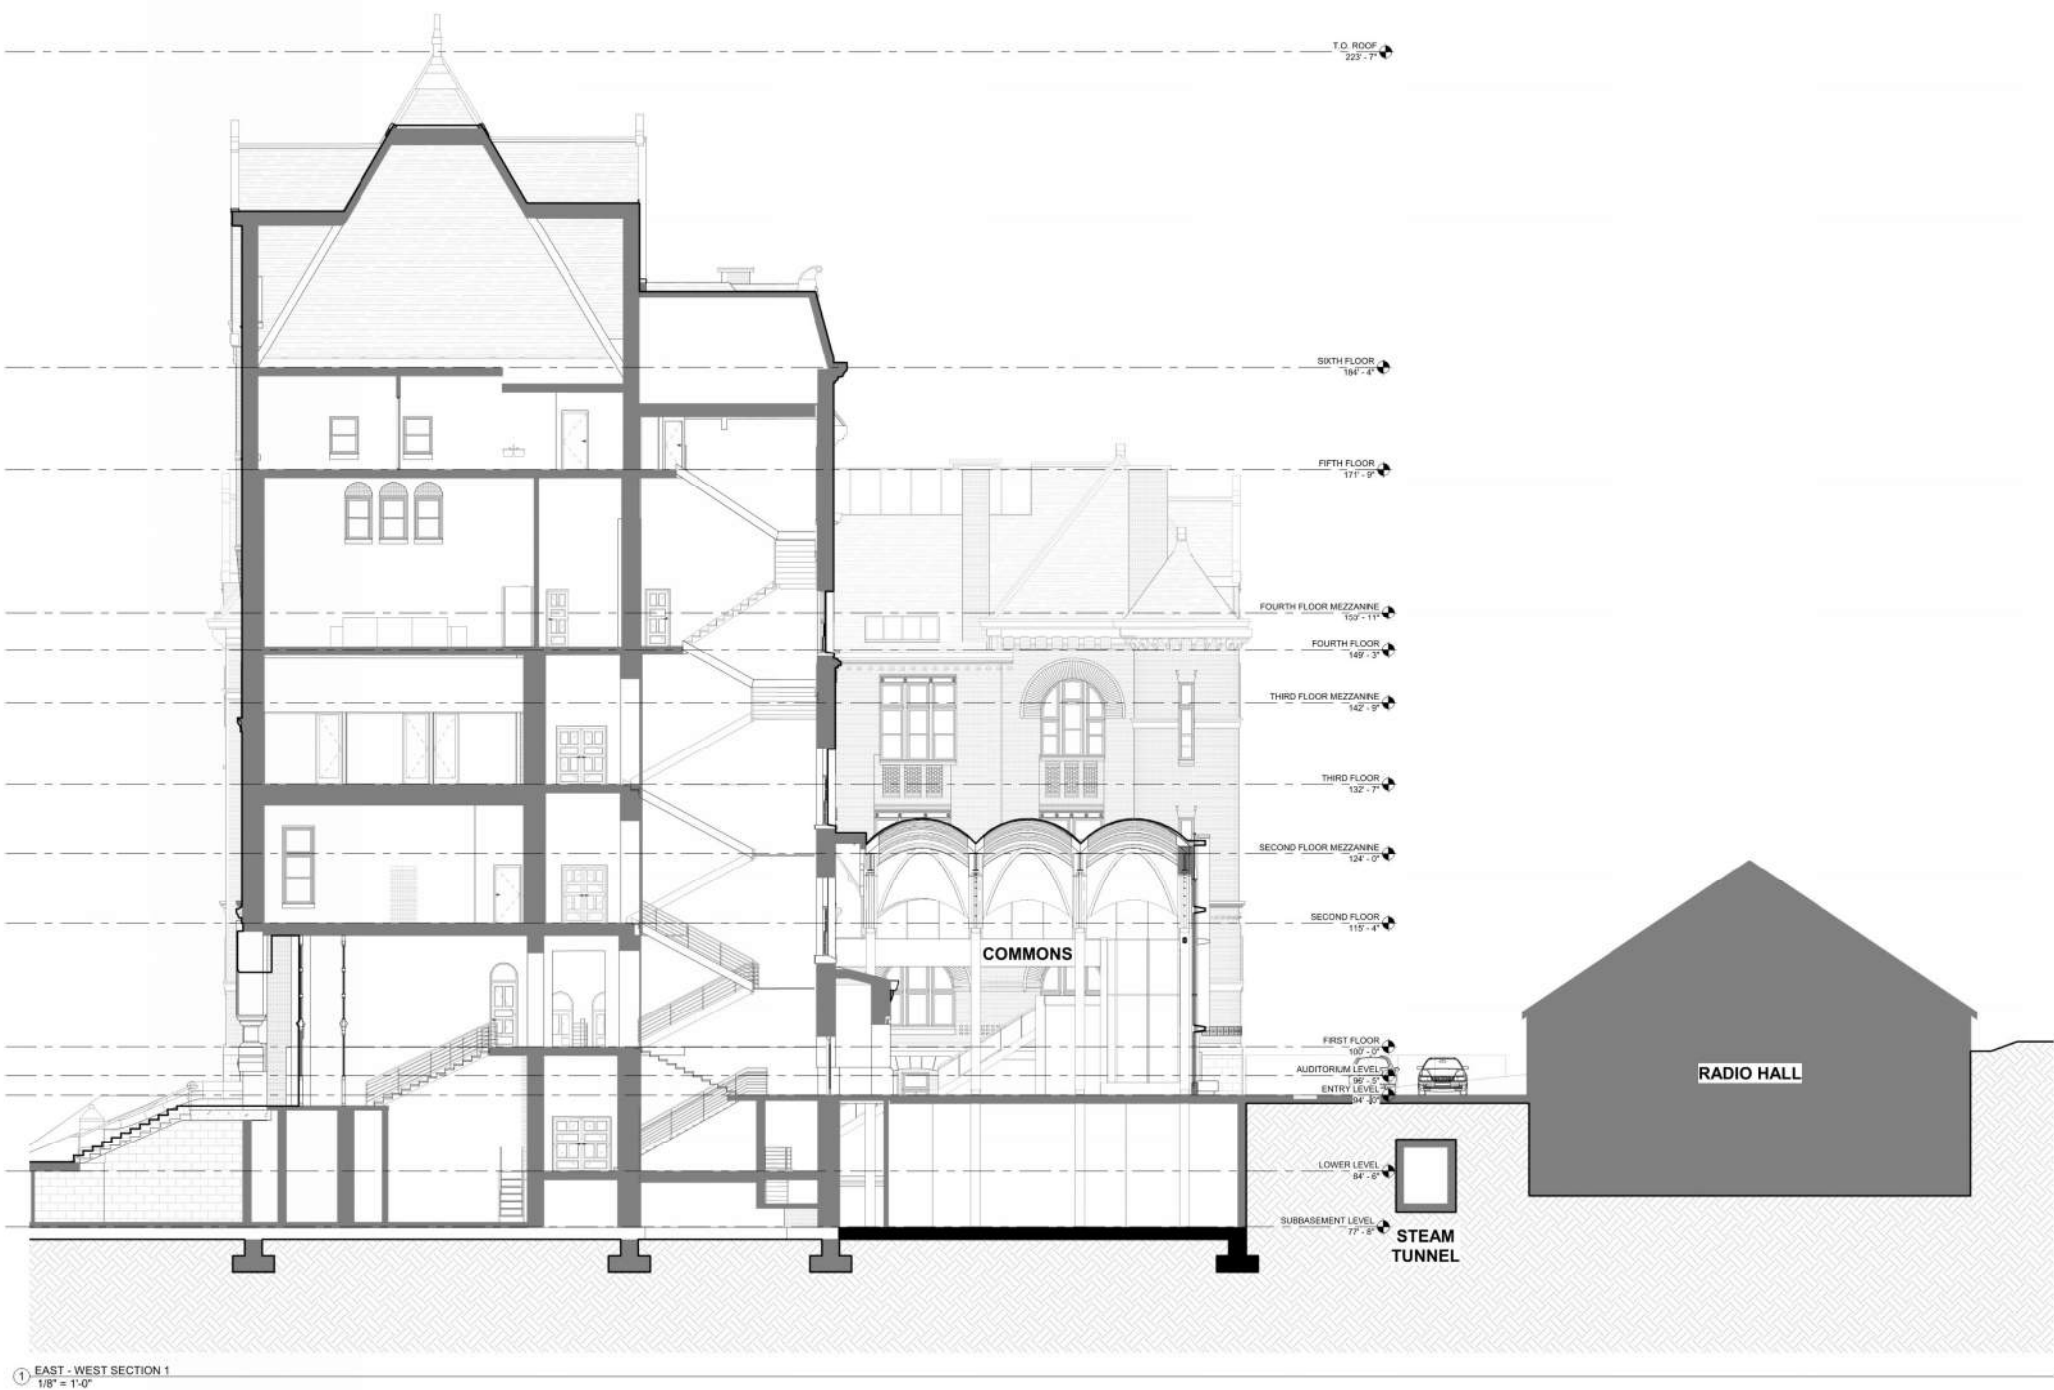 T.O. ROOF
223' - 7"
SIXTH FLOOR
184' - 4"
FIFTH FLOOR
171' - 9"
FOURTH FLOOR MEZZANINE
153' - 11"
FOURTH FLOOR
149' - 3"
THIRD FLOOR MEZZANINE
142' - 9"
THIRD FLOOR
132' - 7"
SECOND FLOOR MEZZANINE
124' - 0"
SECOND FLOOR
115' - 4"
COMMONS
FIRST FLOOR
100' - 0"
AUDITORIUM LEVEL
96' - 5"
ENTRY LEVEL
94' - 0"
RADIO HALL
LOWER LEVEL
84' - 6"
SUBBASEMENT LEVEL
77' - 8"
STEAM
TUNNEL
1 EAST - WEST SECTION 1
1/8" = 1'-0"